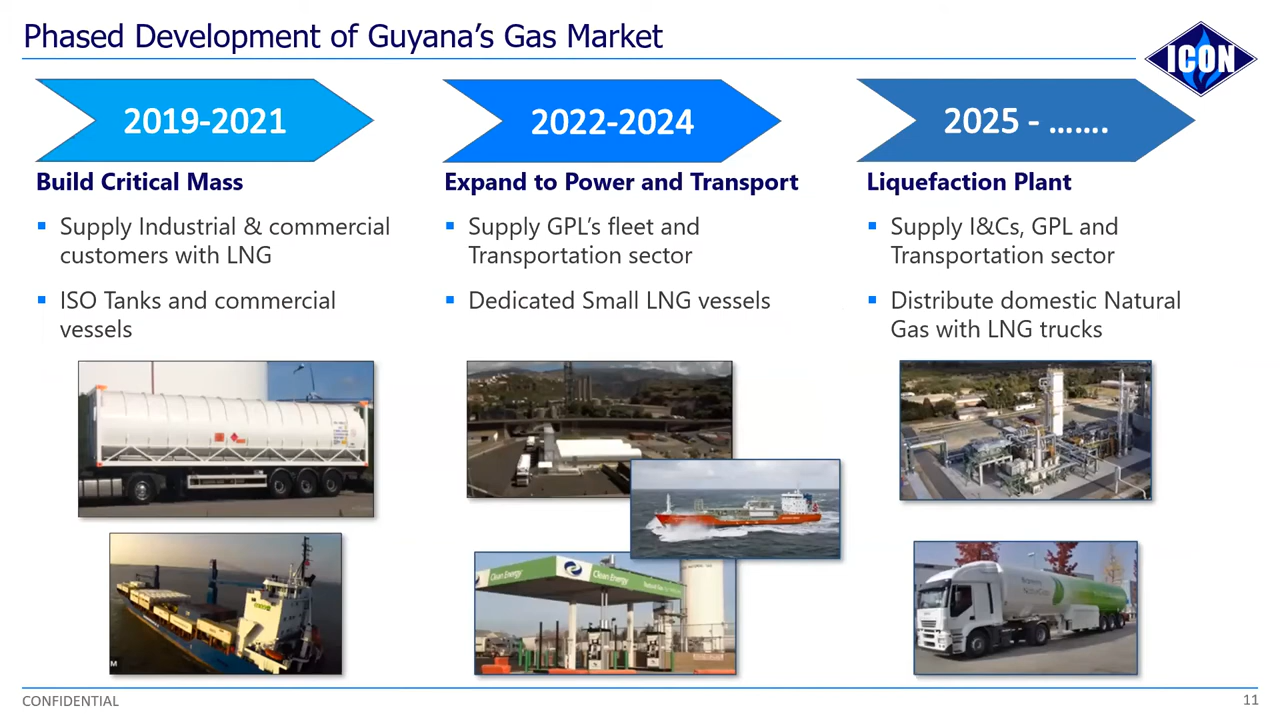 Phased Development of Guyana's Gas Market
ICON
2019-2021
Build Critical Mass
▪ Supply Industrial & commercial
customers with LNG
▪ ISO Tanks and commercial
vessels
2022-2024
Expand to Power and Transport
▪ Supply GPL's fleet and
Transportation sector
▪ Dedicated Small LNG vessels
Clean Energy
Clean Energy
2025 - …….
Liquefaction Plant
▪ Supply I&Cs, GPL and
Transportation sector
▪ Distribute domestic Natural
Gas with LNG trucks
CONFIDENTIAL
11